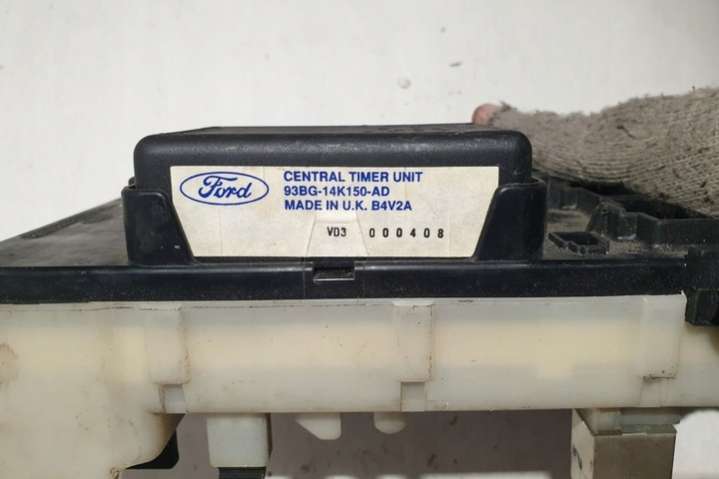 Ford
CENTRAL TIMER UNIT
93BG-14K150-AD
MADE IN U.K. B4V2A
VD3 000408